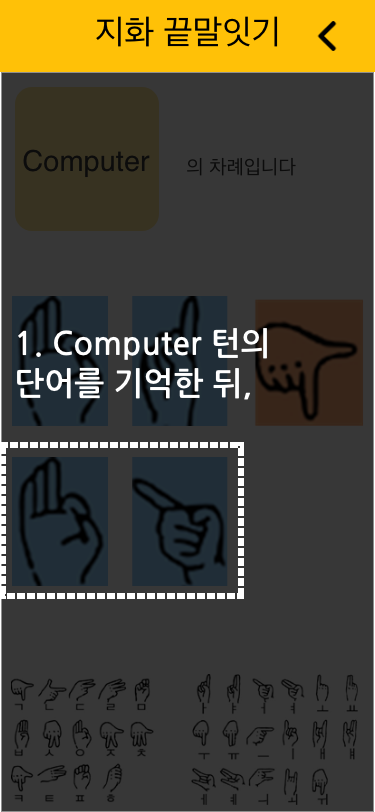 지화 끝말잇기
Computer 의 차례입니다
1. Computer 턴의
단어를 기억한 뒤,
ㄱ ㄴ ㄷ ㄹ ㅁ
ㅏ ㅑ ㅓ ㅕ ㅗ ㅛ
ㅂ ㅅ ㅇ ㅈ ㅊ
ㅜ ㅠ ㅡ ㅣ ㅐ ㅒ
ㅋ ㅌ ㅍ ㅎ
ㅔ ㅖ ㅢ ㅚ ㅟ